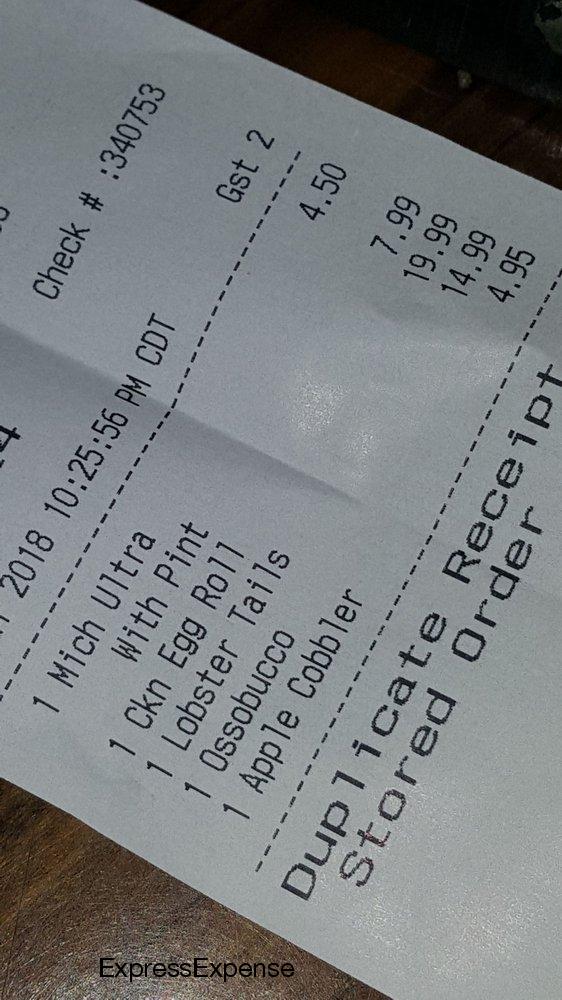 Check # :340753
Gst 2
2018 10:25:56 PM CDT
1 Mich Ultra 4.50
With Pint
1 Ckn Egg Roll 7.99
1 Lobster Tails 19.99
1 Ossobucco 14.99
1 Apple Cobbler 4.95
Duplicate Receipt
Stored Order
ExpressExpense